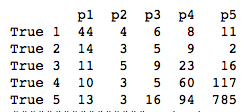 p1 p2 p3 p4 p5
True 1 44 4 6 8 11
True 2 14 3 5 9 2
True 3 11 5 9 23 16
True 4 10 3 5 60 117
True 5 13 3 16 94 785